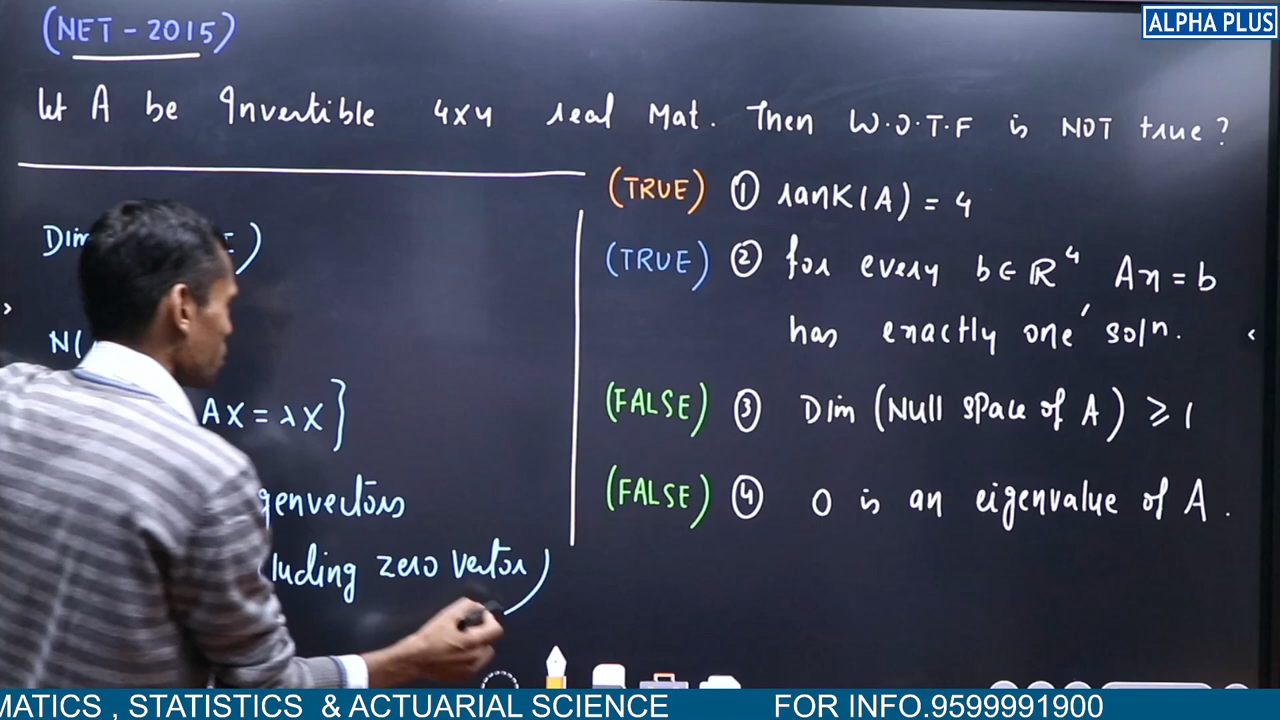 (NET - 2015)
ALPHA PLUS
let A be Invertible 4x4 real Mat. Then W.O.T.F is NOT true?
(TRUE) ① rank(A) = 4
(TRUE) ② for every b ∈ ℝ⁴ Ax = b
has exactly one soln.
(FALSE) ③ Dim (Null space of A) ≥ 1
(FALSE) ④ 0 is an eigenvalue of A.
Dim
N(
AX = λX}
genvectors
luding zero vector)
MATICS , STATISTICS & ACTUARIAL SCIENCE FOR INFO.9599991900